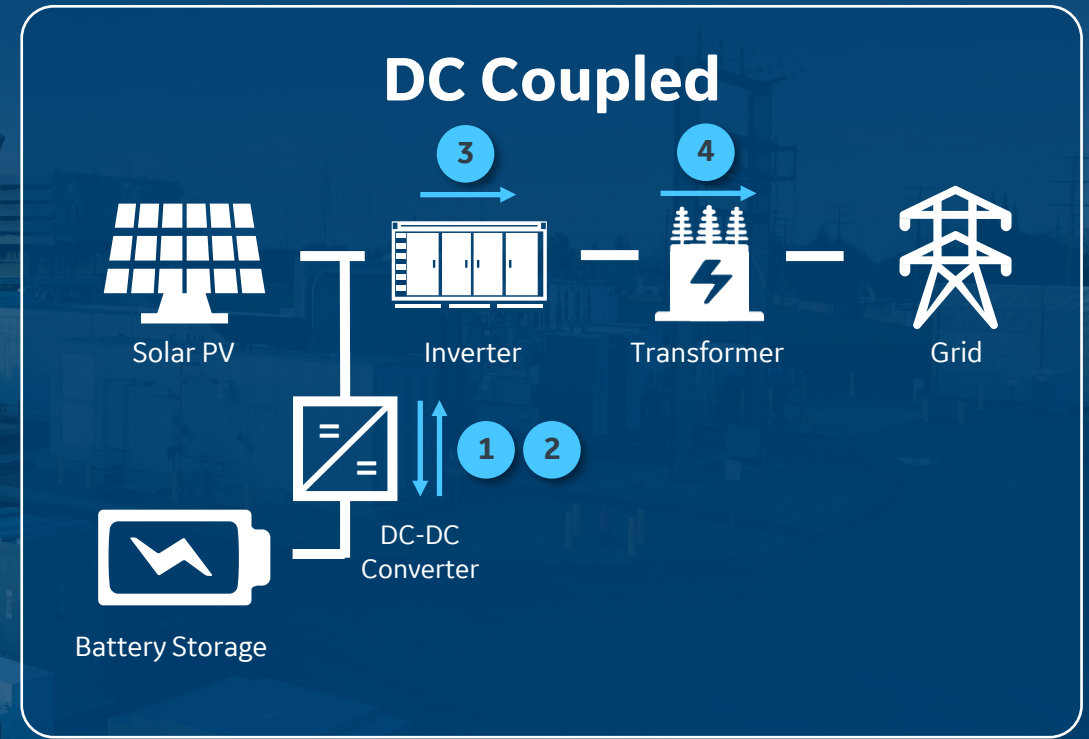 DC Coupled
3
4
Solar PV
Inverter
Transformer
Grid
1
2
DC-DC
Converter
Battery Storage